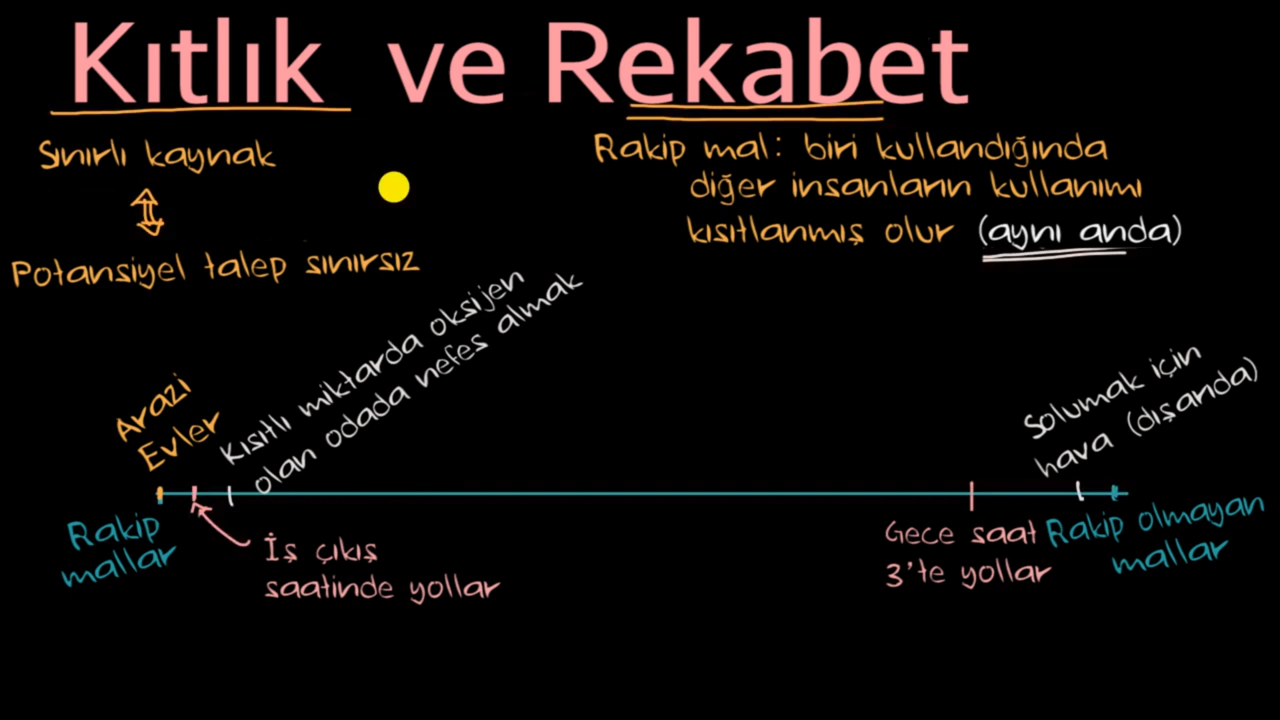 Kıtlık ve Rekabet
Sınırlı kaynak
Potansiyel talep sınırsız
Rakip mal: biri kullandığında
diğer insanların kullanımı
kısıtlanmış olur (aynı anda)
Arazi
Evler
Kısıtlı miktarda oksijen
olan odada nefes almak
Solumak için
hava (dışarıda)
Rakip
mallar
İş çıkış
saatinde yollar
Gece saat
3'te yollar
Rakip olmayan
mallar